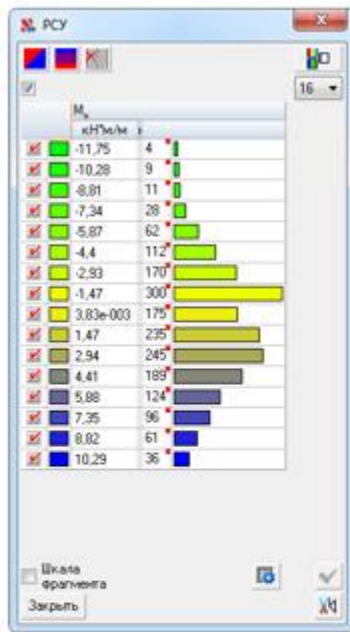 РСУ
16
Mₓ
кН*м/м
-11,75 4
-10,28 9
-8,81 11
-7,34 28
-5,87 62
-4,4 112
-2,93 170
-1,47 300
3,83e-003 175
1,47 235
2,94 245
4,41 189
5,88 124
7,35 96
8,82 61
10,29 36
Шкала
фрагмента
Закрыть